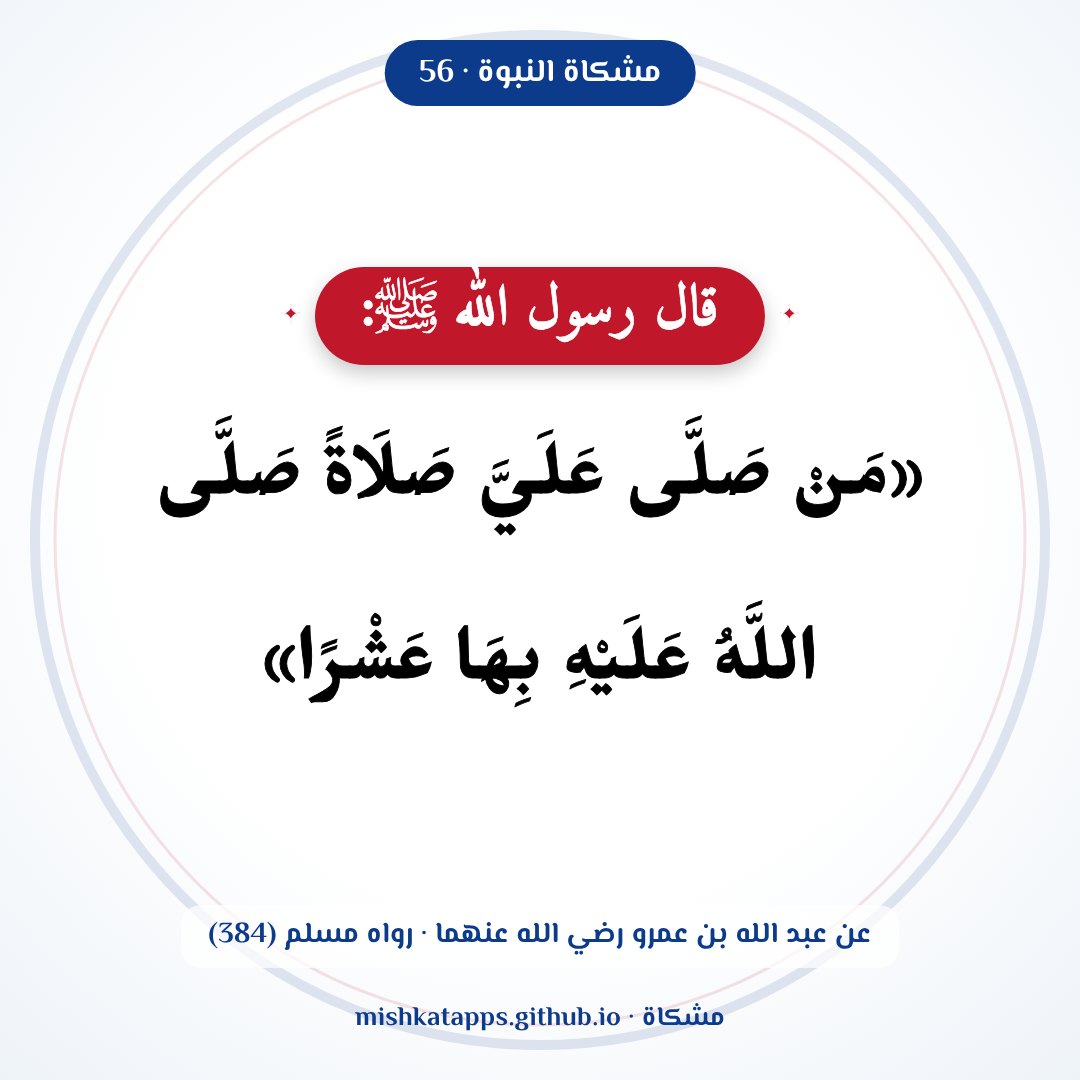 مشكاة النبوة · 56
قال رسول الله ﷺ:
«مَنْ صَلَّى عَلَيَّ صَلَاةً صَلَّى
اللَّهُ عَلَيْهِ بِهَا عَشْرًا»
عن عبد الله بن عمرو رضي الله عنهما · رواه مسلم (384)
مشكاة · mishkatapps.github.io